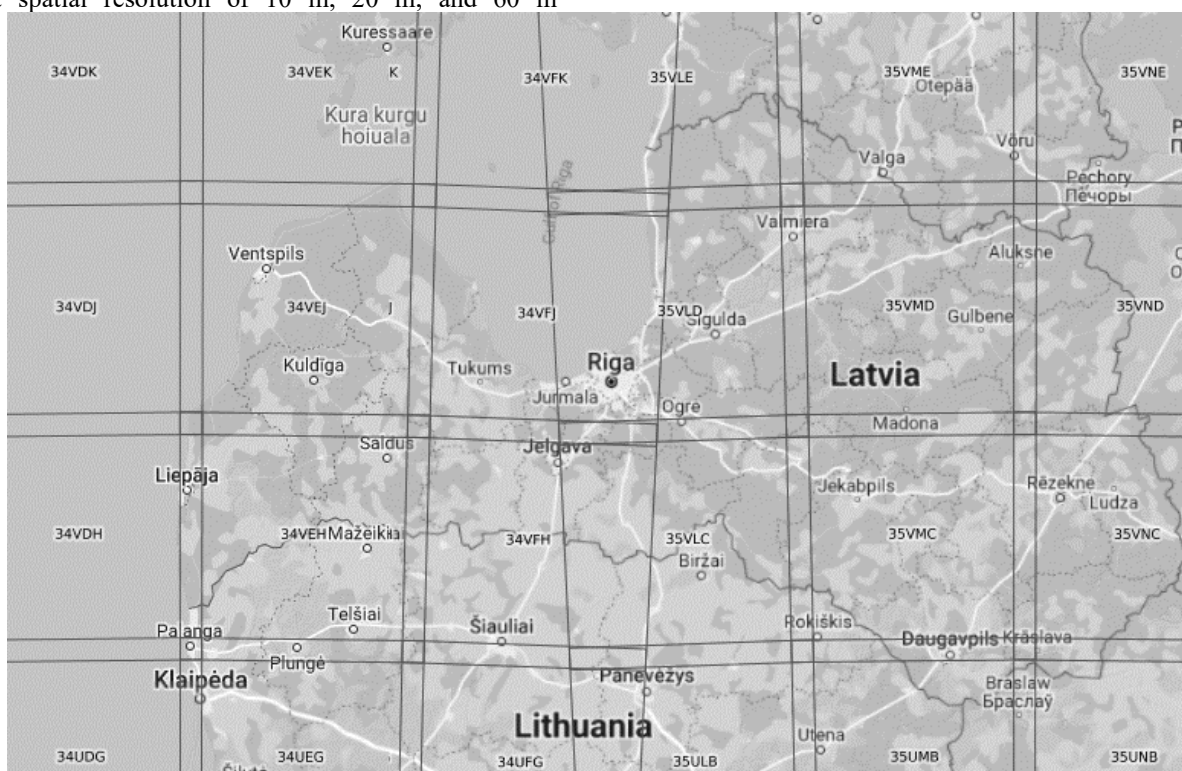 spatial resolution of 10 m, 20 m, and 60 m
Kuressaare
34VDK
34VEK
K
34VFK
35VLE
35VME
35VNE
Otepää
Kura kurgu
hoiuala
Võru
Valga
Pechory
Печоры
Riga
Valmiera
Ventspils
Aluksne
34VDJ
34VEJ
J
34VFJ
35VLD
35VMD
35VND
Sigulda
Gulbene
Kuldīga
Tukums
Riga
Latvia
Jurmala
Ogre
Madona
Saldus
Jelgava
Liepāja
Jekabpils
Rēzekne
Ludza
34VDH
34VEH
34VFH
35VLC
35VMC
35VNC
Biržai
Telšiai
Palanga
Šiauliai
Rokiškis
Daugavpils
Krāslava
Plungė
Klaipėda
Panevėžys
Braslaw
Браслаў
Lithuania
Utena
34UDG
34UEG
34UFG
35ULB
35UMB
35UNB